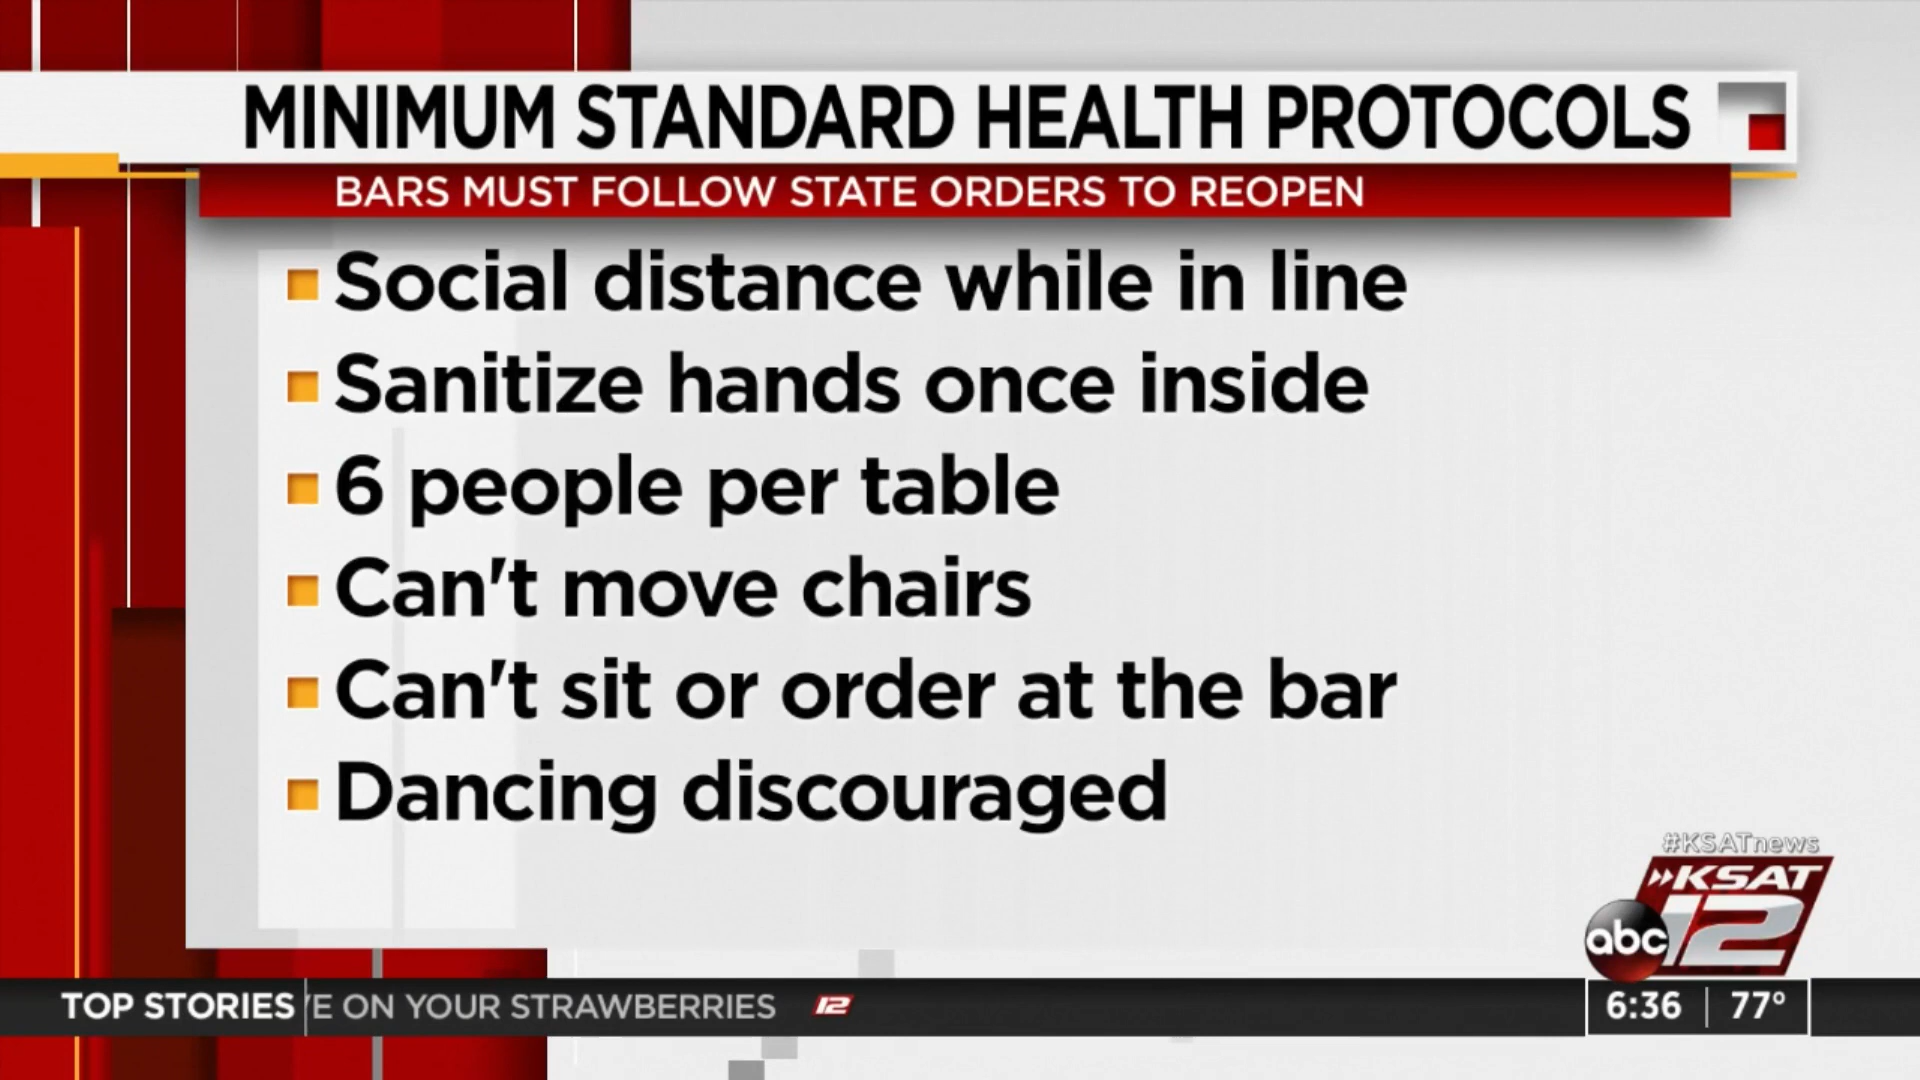 MINIMUM STANDARD HEALTH PROTOCOLS
BARS MUST FOLLOW STATE ORDERS TO REOPEN
Social distance while in line
Sanitize hands once inside
6 people per table
Can't move chairs
Can't sit or order at the bar
Dancing discouraged
#KSATnews
KSAT
12
abc
TOP STORIES
E ON YOUR STRAWBERRIES
12
6:36
77°